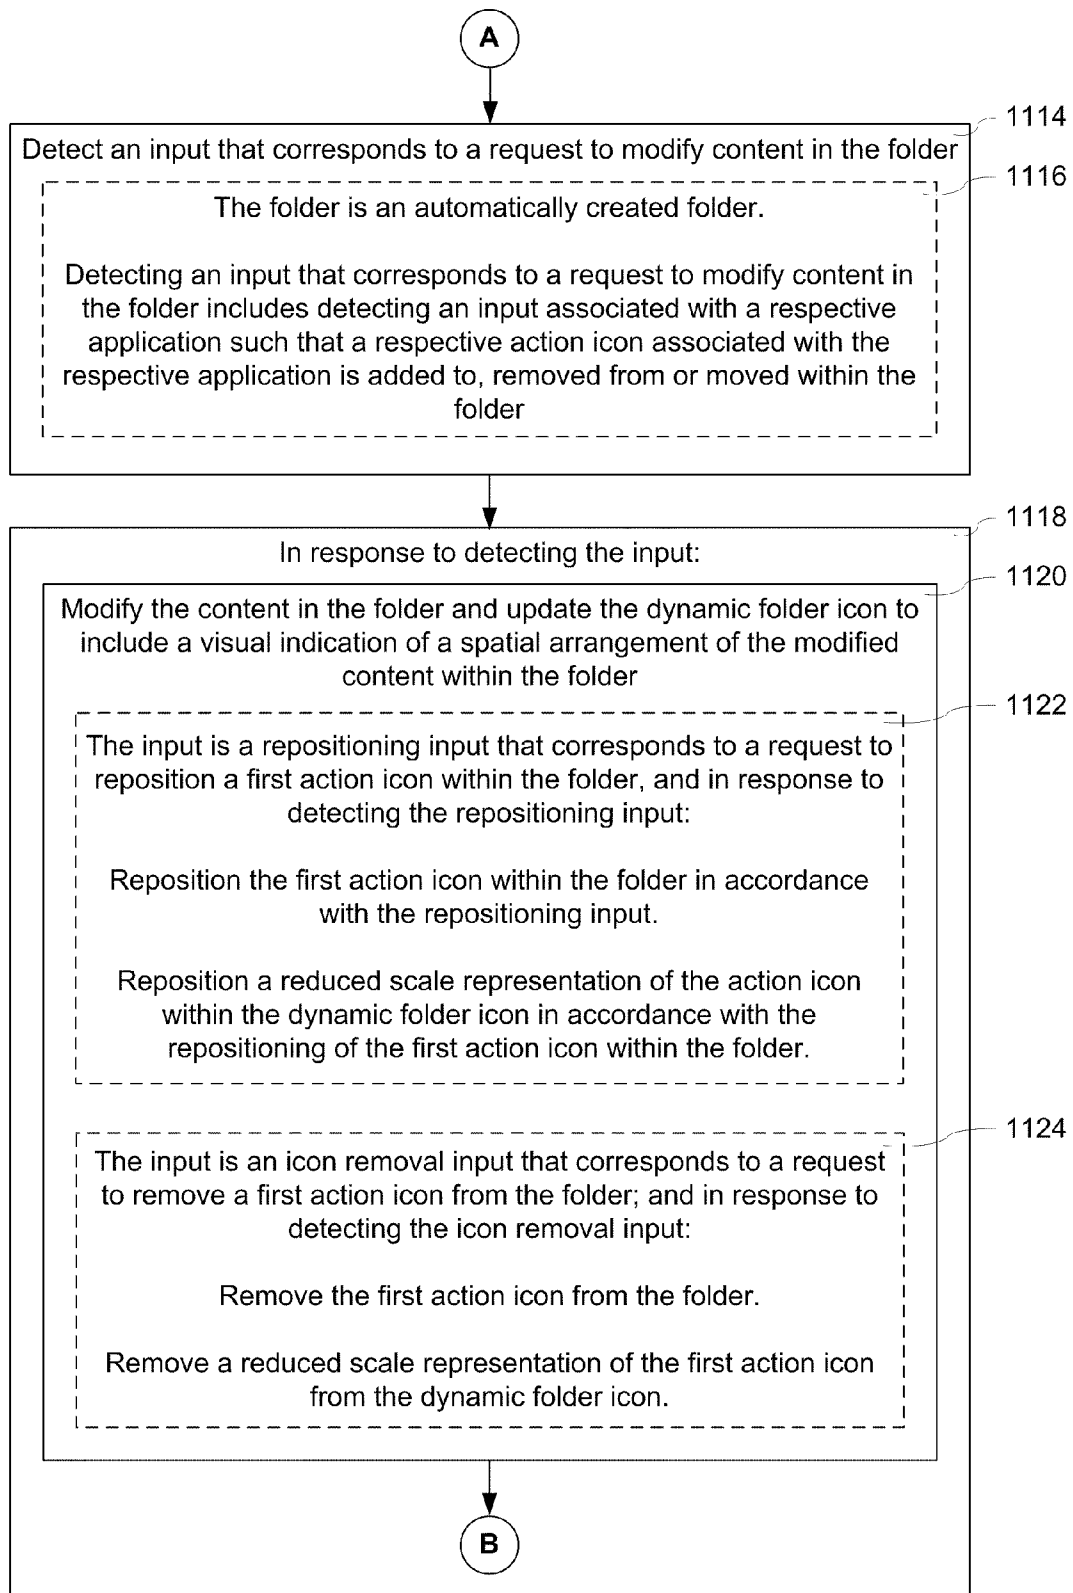 A
1114
Detect an input that corresponds to a request to modify content in the folder
1116
The folder is an automatically created folder.
Detecting an input that corresponds to a request to modify content in
the folder includes detecting an input associated with a respective
application such that a respective action icon associated with the
respective application is added to, removed from or moved within the
folder
1118
In response to detecting the input:
1120
Modify the content in the folder and update the dynamic folder icon to
include a visual indication of a spatial arrangement of the modified
content within the folder
1122
The input is a repositioning input that corresponds to a request to
reposition a first action icon within the folder, and in response to
detecting the repositioning input:
Reposition the first action icon within the folder in accordance
with the repositioning input.
Reposition a reduced scale representation of the action icon
within the dynamic folder icon in accordance with the
repositioning of the first action icon within the folder.
1124
The input is an icon removal input that corresponds to a request
to remove a first action icon from the folder; and in response to
detecting the icon removal input:
Remove the first action icon from the folder.
Remove a reduced scale representation of the first action icon
from the dynamic folder icon.
B